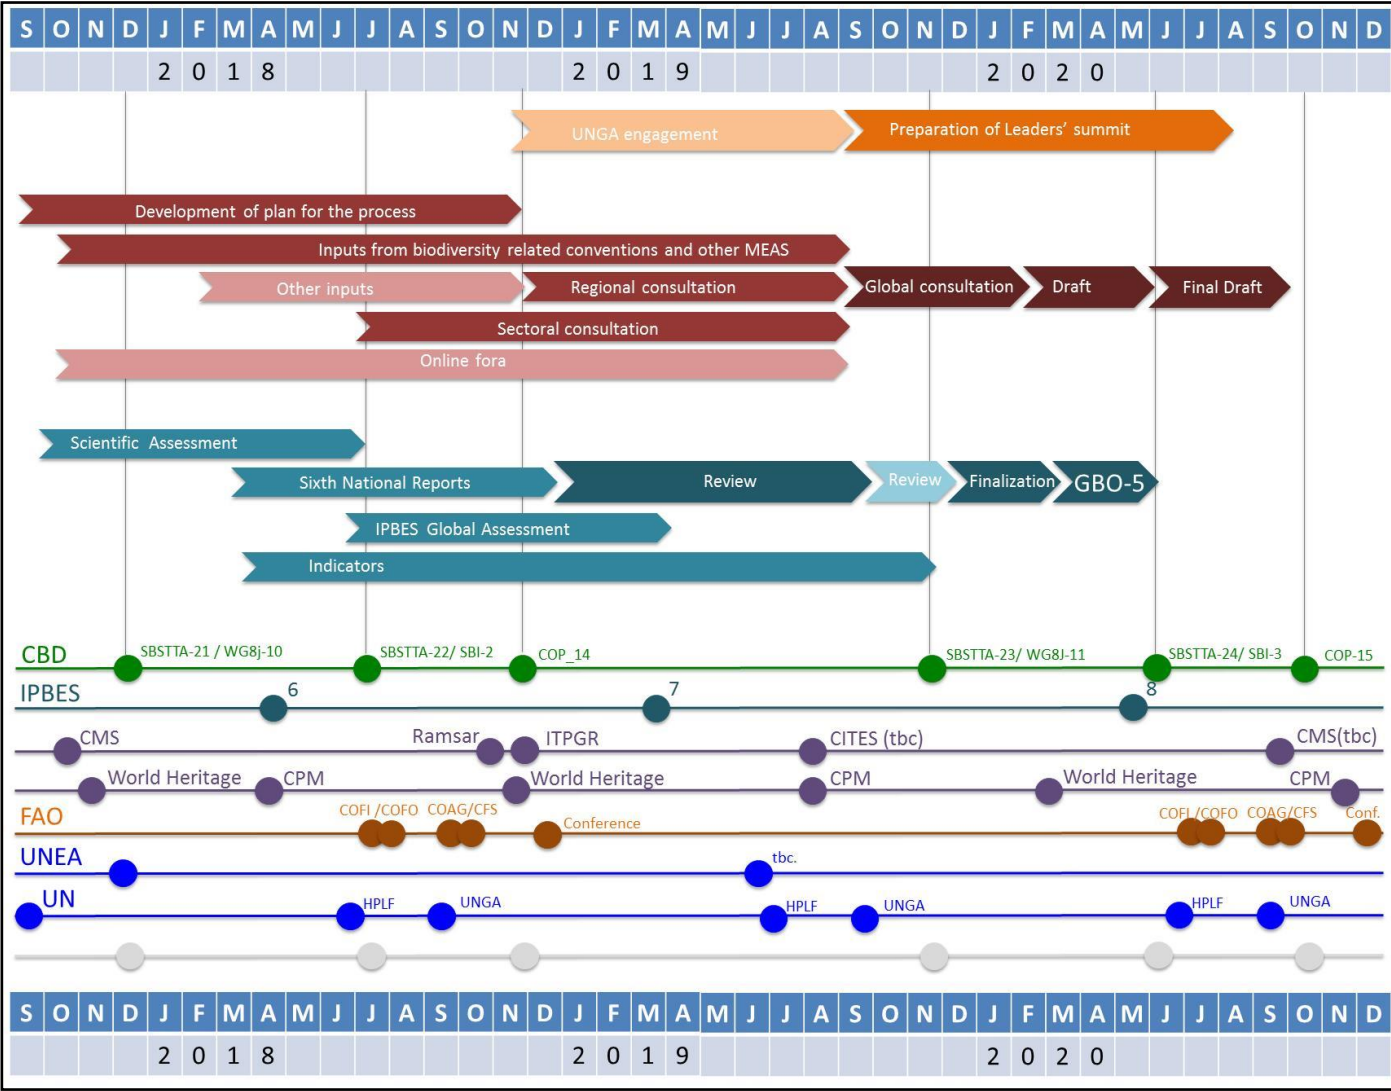 S O N D J F M A M J J A S O N D J F M A M J J A S O N D J F M A M J J A S O N D
2 0 1 8 2 0 1 9 2 0 2 0
UNGA engagement Preparation of Leaders' summit
Development of plan for the process
Inputs from biodiversity related conventions and other MEAS
Other inputs Regional consultation Global consultation Draft Final Draft
Sectoral consultation
Online fora
Scientific Assessment
Sixth National Reports Review Review Finalization GBO-5
IPBES Global Assessment
Indicators
CBD SBSTTA-21 / WG8j-10 SBSTTA-22/ SBI-2 COP_14 SBSTTA-23/ WG8J-11 SBSTTA-24/ SBI-3 COP-15
IPBES 6 7 8
CMS Ramsar ITPGR CITES (tbc) CMS(tbc)
World Heritage CPM World Heritage CPM World Heritage CPM
FAO COFI /COFO COAG/CFS Conference COFI /COFO COAG/CFS Conf.
UNEA tbc.
UN HPLF UNGA HPLF UNGA HPLF UNGA
S O N D J F M A M J J A S O N D J F M A M J J A S O N D J F M A M J J A S O N D
2 0 1 8 2 0 1 9 2 0 2 0